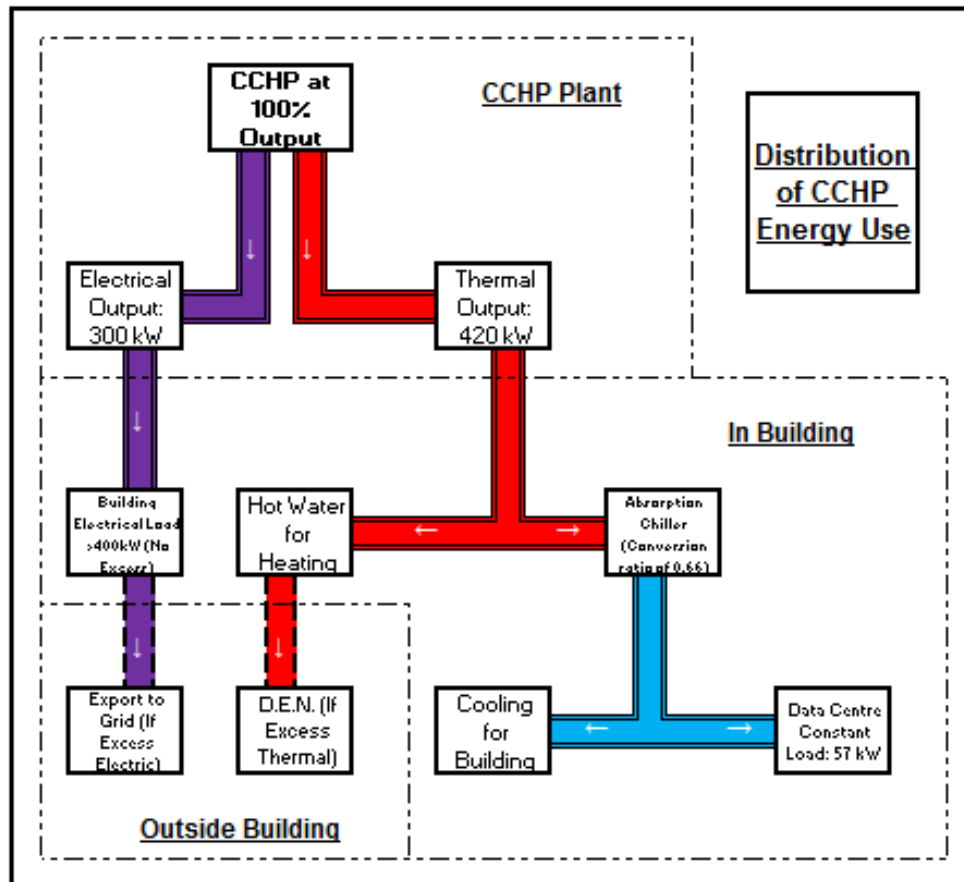 CCHP at
100%
Output
CCHP Plant
Distribution
of CCHP
Energy Use
Electrical
Output:
300 kW
Thermal
Output:
420 kW
In Building
Building
Electrical Load
>400kW (No
Excess)
Hot Water
for
Heating
Absorption
Chiller
(Conversion
ratio of 0.66)
Export to
Grid (If
Excess
Electric)
D.E.N. (If
Excess
Thermal)
Cooling
for
Building
Data Centre
Constant
Load: 57 kW
Outside Building